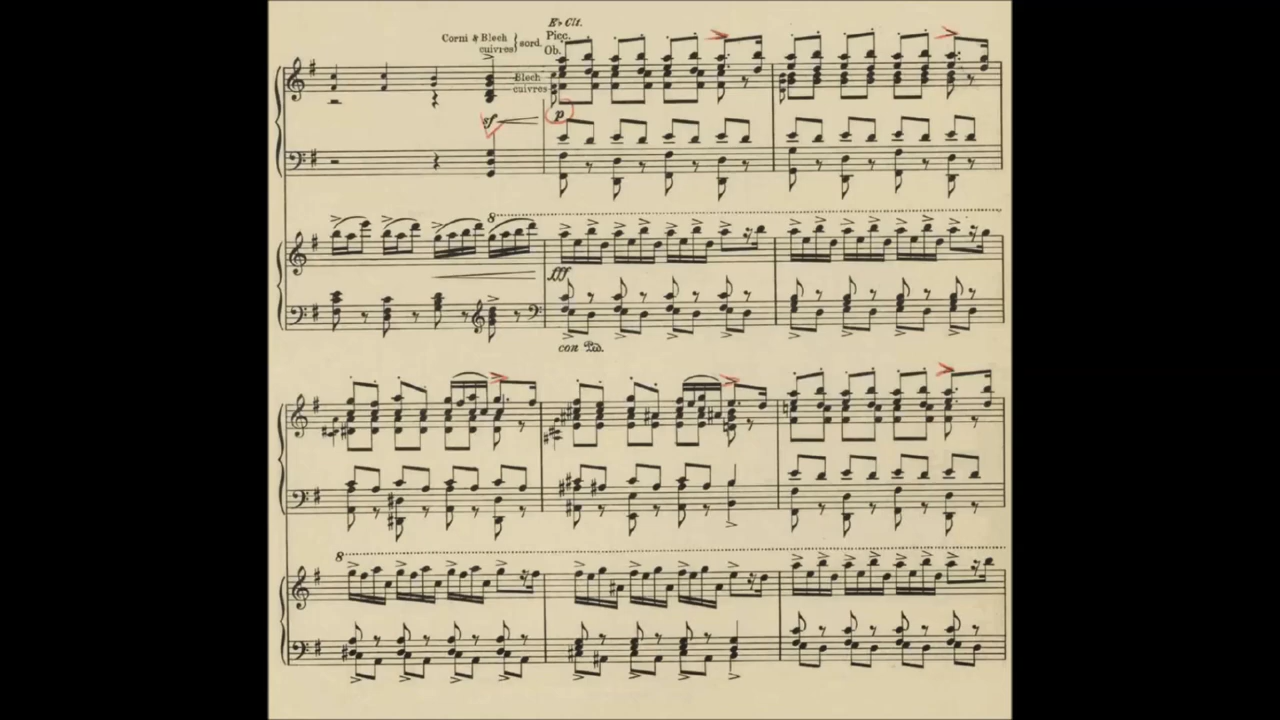 E♭ Clt.
Corni & Blech } sord.
cuivres
Picc.
Ob.
Blech
cuivres
sf
p
8
fff
con Ped.
8